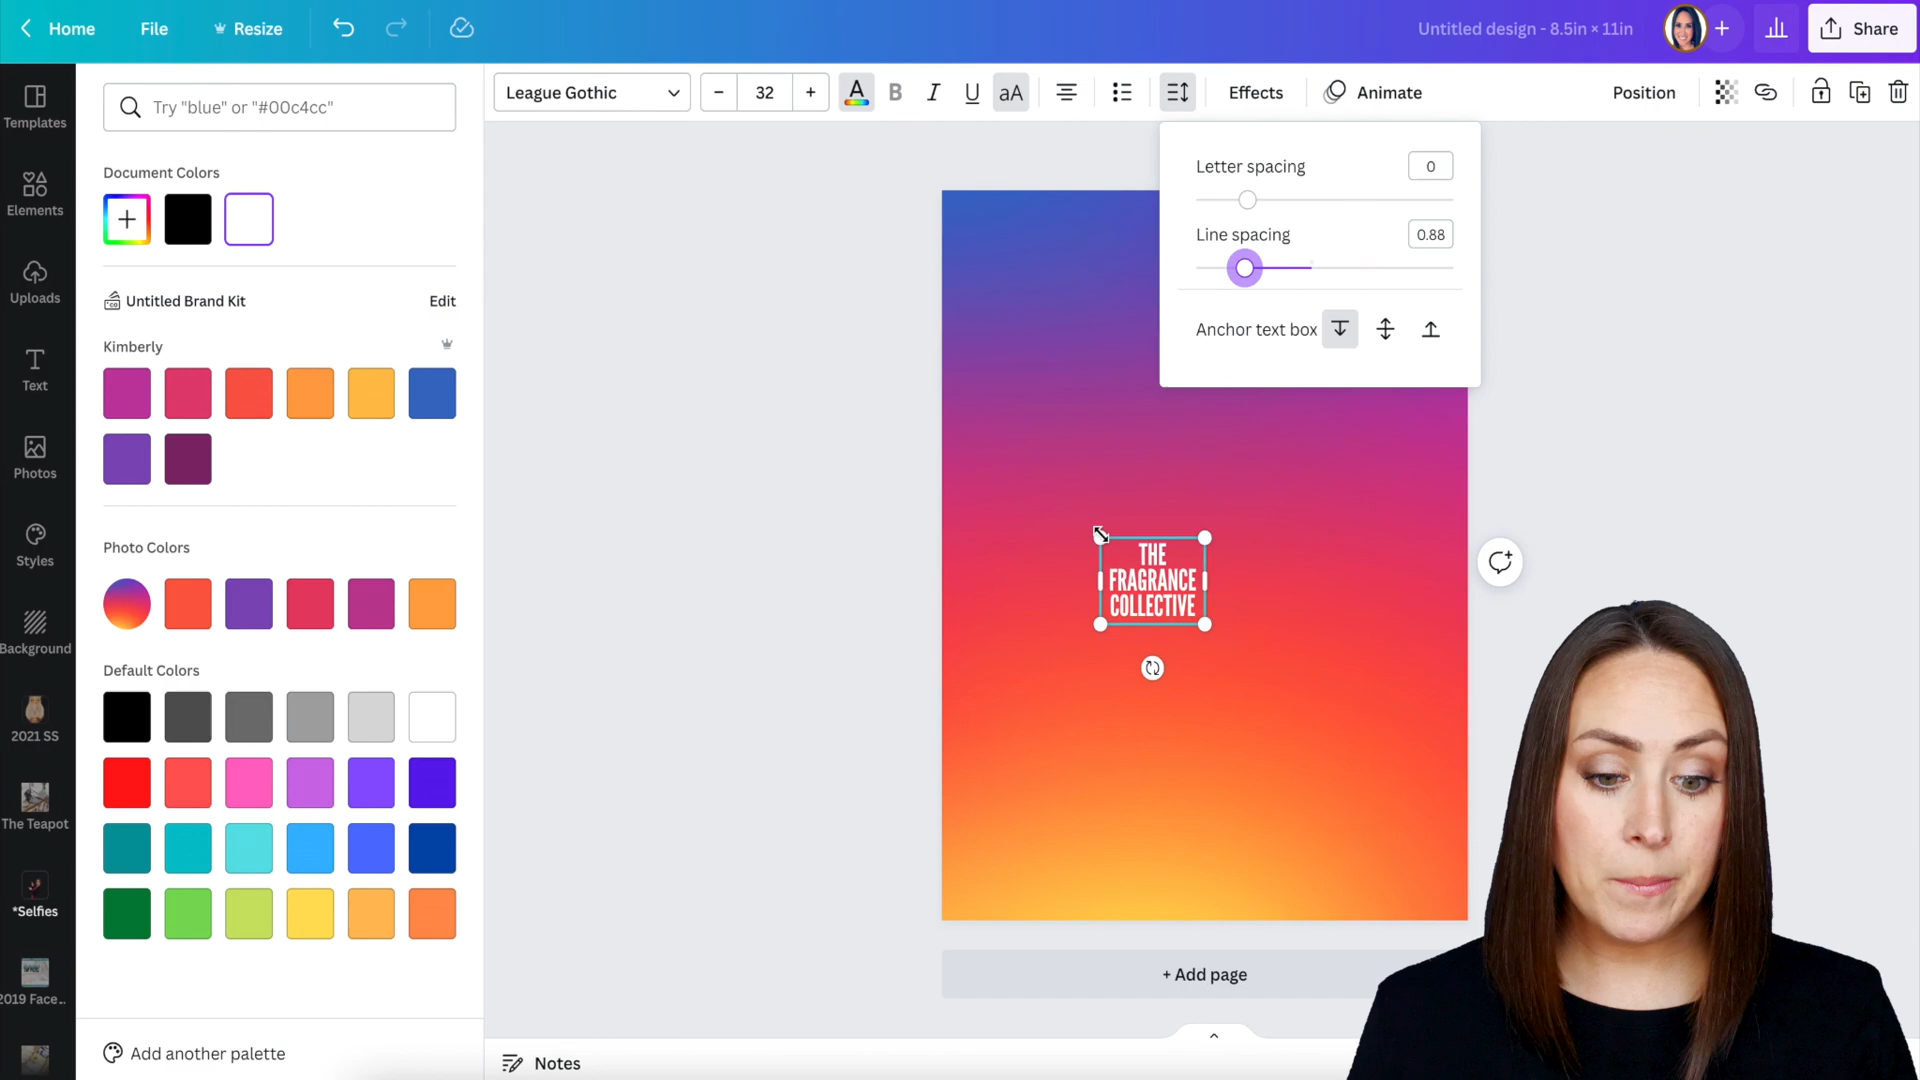 Home
File
Resize
Untitled design - 8.5in × 11in
Share
Templates
Elements
Uploads
Text
Photos
Styles
Background
2021 SS
The Teapot
*Selfies
2019 Face...
Try "blue" or "#00c4cc"
Document Colors
Untitled Brand Kit
Edit
Kimberly
Photo Colors
Default Colors
Add another palette
League Gothic
32
A
B
I
U
aA
Effects
Animate
Position
Letter spacing
0
Line spacing
0.88
Anchor text box
THE
FRAGRANCE
COLLECTIVE
+ Add page
Notes